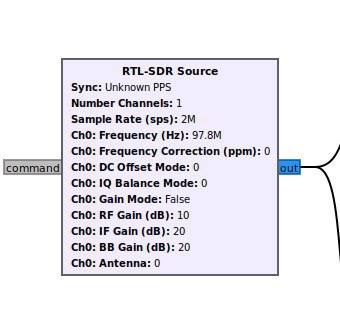 RTL-SDR Source
Sync: Unknown PPS
Number Channels: 1
Sample Rate (sps): 2M
Ch0: Frequency (Hz): 97.8M
Ch0: Frequency Correction (ppm): 0
command
out
Ch0: DC Offset Mode: 0
Ch0: IQ Balance Mode: 0
Ch0: Gain Mode: False
Ch0: RF Gain (dB): 10
Ch0: IF Gain (dB): 20
Ch0: BB Gain (dB): 20
Ch0: Antenna: 0